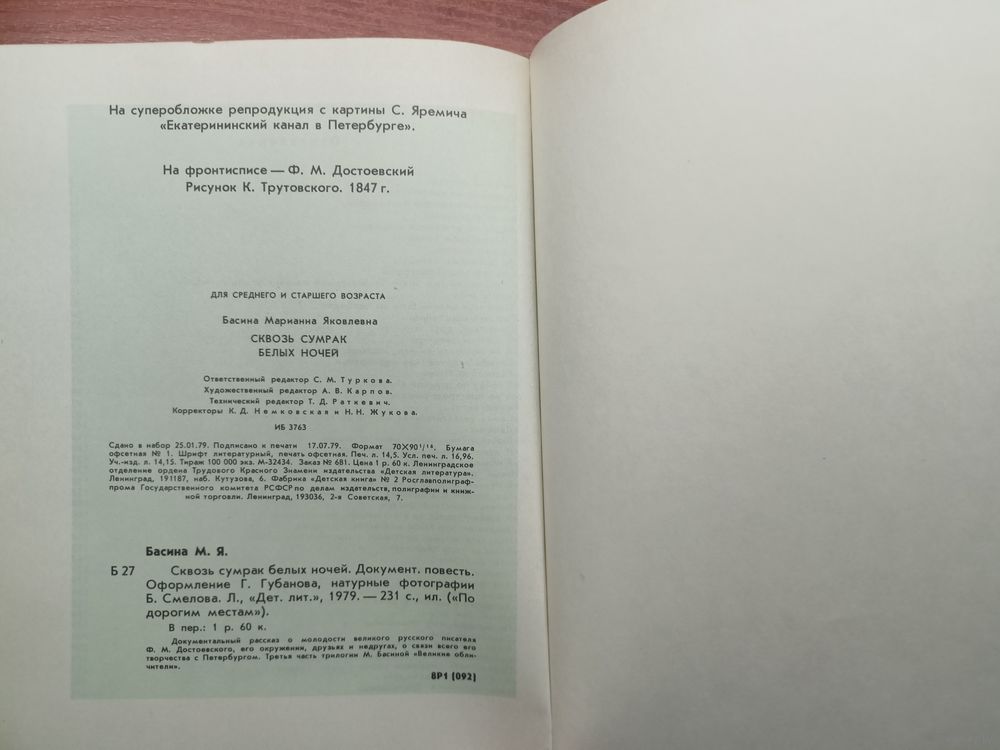 На суперобложке репродукция с картины С. Яремича
«Екатерининский канал в Петербурге».
На фронтисписе — Ф. М. Достоевский
Рисунок К. Трутовского. 1847 г.
ДЛЯ СРЕДНЕГО И СТАРШЕГО ВОЗРАСТА
Басина Марианна Яковлевна
СКВОЗЬ СУМРАК
БЕЛЫХ НОЧЕЙ
Ответственный редактор С. М. Туркова.
Художественный редактор А. В. Карпов.
Технический редактор Т. Д. Раткевич.
Корректоры К. Д. Немковская и Н. Н. Жукова.
ИБ 3763
Сдано в набор 25.01.79. Подписано к печати 17.07.79. Формат 70×90¹/₁₆. Бумага
офсетная № 1. Шрифт литературный, печать офсетная. Печ. л. 14,5. Усл. печ. л. 16,96.
Уч.-изд. л. 14,15. Тираж 100 000 экз. М-32434. Заказ № 681. Цена 1 р. 60 к. Ленинградское
отделение ордена Трудового Красного Знамени издательства «Детская литература».
Ленинград, 191187, наб. Кутузова, 6. Фабрика «Детская книга» № 2 Росглавполиграф-
прома Государственного комитета РСФСР по делам издательств, полиграфии и книж-
ной торговли. Ленинград, 193036, 2-я Советская, 7.
Басина М. Я.
Б 27 Сквозь сумрак белых ночей. Документ. повесть.
Оформление Г. Губанова, натурные фотографии
Б. Смелова. Л., «Дет. лит.», 1979. — 231 с., ил. («По
дорогим местам»).
В пер.: 1 р. 60 к.
Документальный рассказ о молодости великого русского писателя
Ф. М. Достоевского, его окружении, друзьях и недругах, о связи всего его
творчества с Петербургом. Третья часть трилогии М. Басиной «Великие обли-
чители».
8Р1 (092)